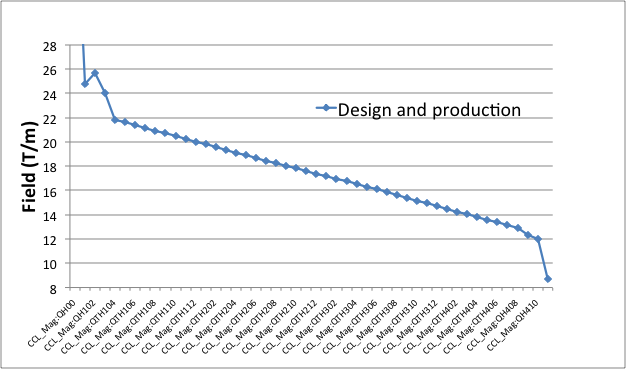 28
26
24
22
20
18
16
14
12
10
8
Field (T/m)
Design and production
CCL_Mag-QH00
CCL_Mag-QH102
CCL_Mag-QTH104
CCL_Mag-QTH106
CCL_Mag-QTH108
CCL_Mag-QTH110
CCL_Mag-QTH112
CCL_Mag-QTH202
CCL_Mag-QTH204
CCL_Mag-QTH206
CCL_Mag-QTH208
CCL_Mag-QTH210
CCL_Mag-QTH212
CCL_Mag-QTH302
CCL_Mag-QTH304
CCL_Mag-QTH306
CCL_Mag-QTH308
CCL_Mag-QTH310
CCL_Mag-QTH312
CCL_Mag-QTH402
CCL_Mag-QTH404
CCL_Mag-QTH406
CCL_Mag-QH408
CCL_Mag-QH410